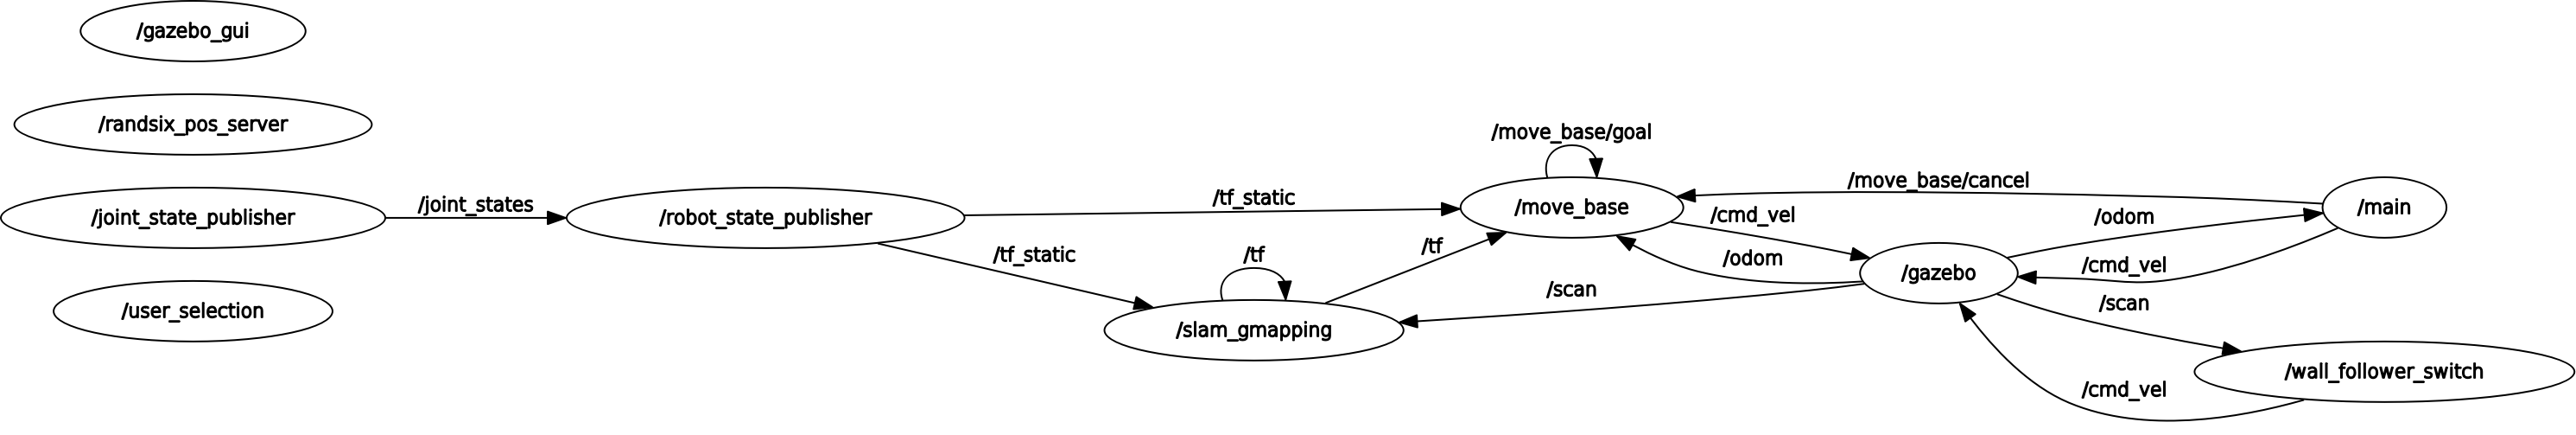 /gazebo_gui
/randsix_pos_server
/joint_state_publisher
/user_selection
/joint_states
/robot_state_publisher
/tf_static
/tf_static
/tf
/slam_gmapping
/tf
/move_base/goal
/move_base
/scan
/cmd_vel
/odom
/move_base/cancel
/gazebo
/odom
/cmd_vel
/scan
/cmd_vel
/main
/wall_follower_switch